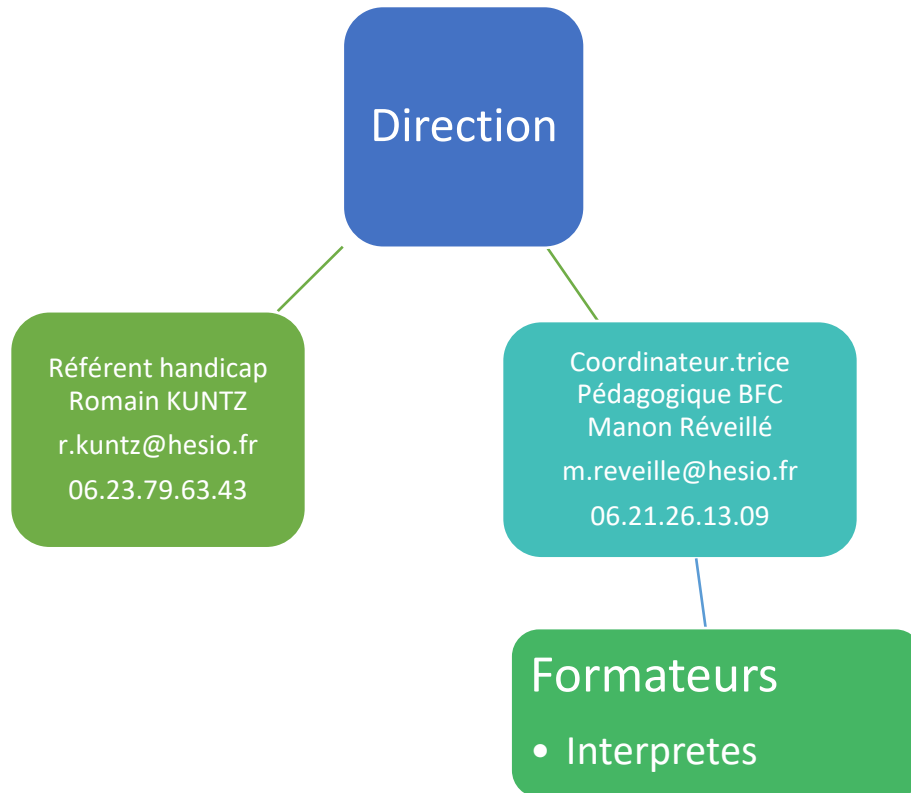 Direction
Référent handicap
Romain KUNTZ
r.kuntz@hesio.fr
06.23.79.63.43
Coordinateur.trice
Pédagogique BFC
Manon Réveillé
m.reveille@hesio.fr
06.21.26.13.09
Formateurs
• Interpretes